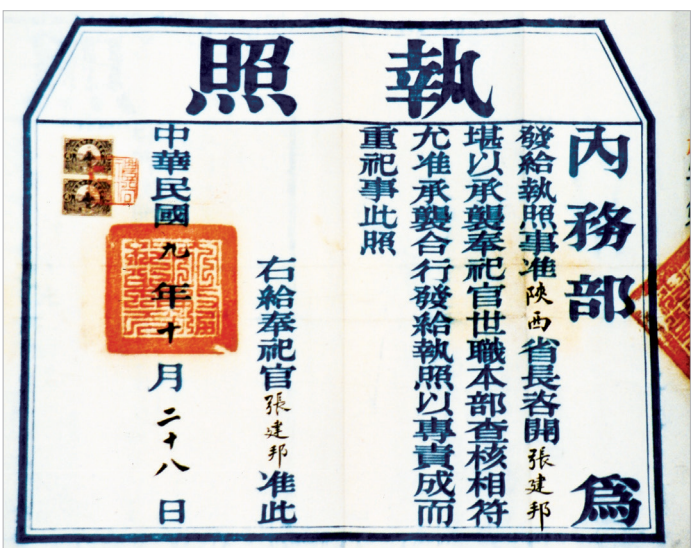 執照
內務部　為
發給執照事准陝西省長咨開張建邦
堪以承襲奉祀官世職本部查核相符
允准承襲合行發給執照以專責成而
重祀事此照
右給奉祀官張建邦准此
中華民國九年十月二十八日